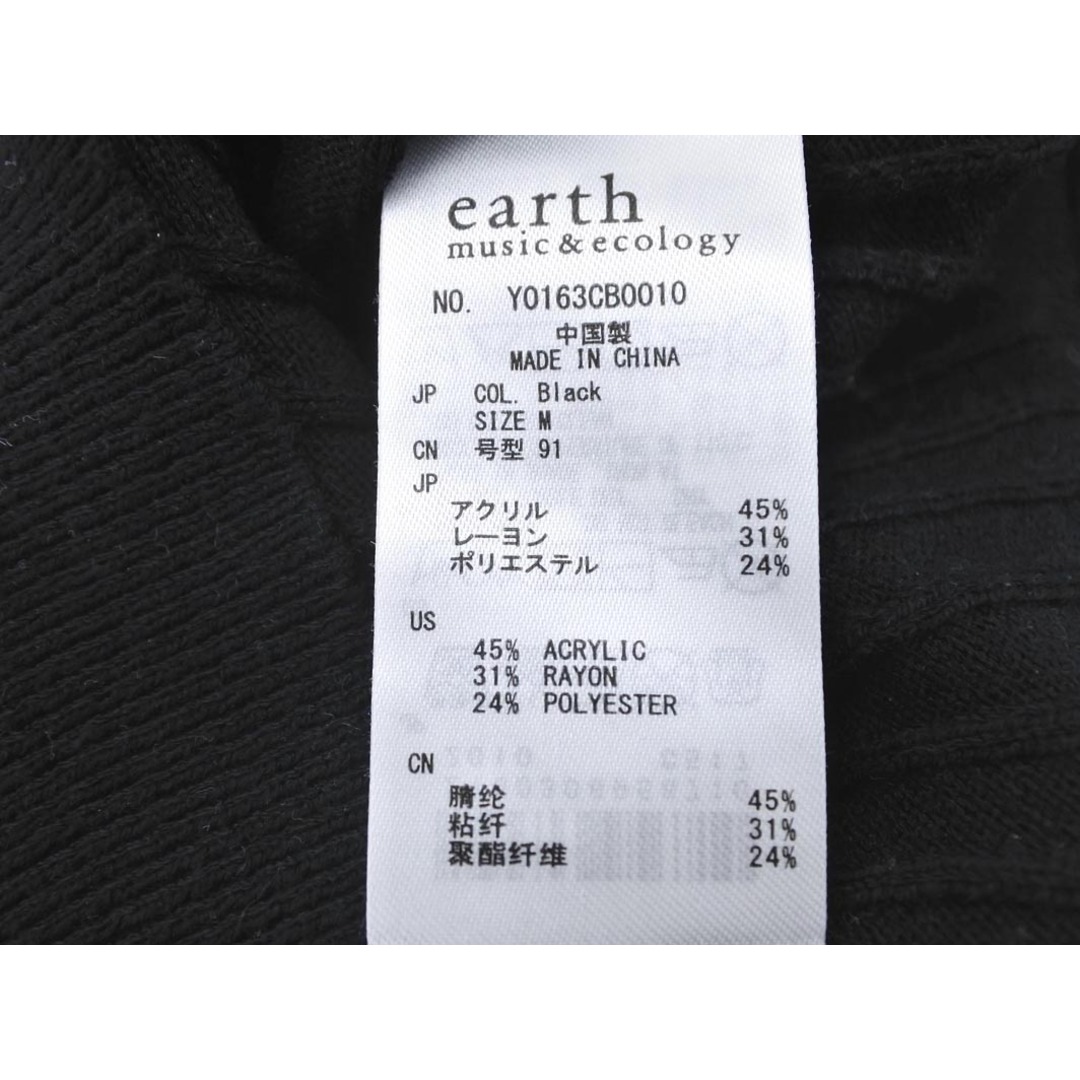 earth
music & ecology
NO. Y0163CB0010
中国製
MADE IN CHINA
JP COL. Black
SIZE M
CN 号型 91
JP
アクリル 45%
レーヨン 31%
ポリエステル 24%
US
45% ACRYLIC
31% RAYON
24% POLYESTER
CN
腈纶 45%
粘纤 31%
聚酯纤维 24%